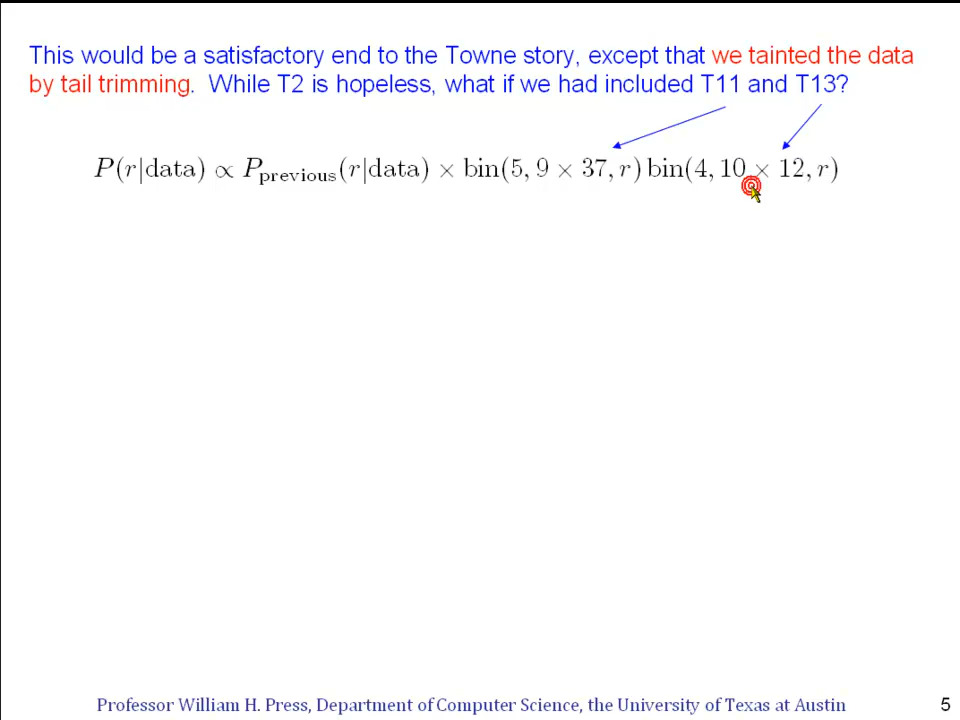 This would be a satisfactory end to the Towne story, except that we tainted the data
by tail trimming. While T2 is hopeless, what if we had included T11 and T13?
P(r|data) ∝ P_previous(r|data) × bin(5, 9 × 37, r) bin(4, 10 × 12, r)
Professor William H. Press, Department of Computer Science, the University of Texas at Austin 5